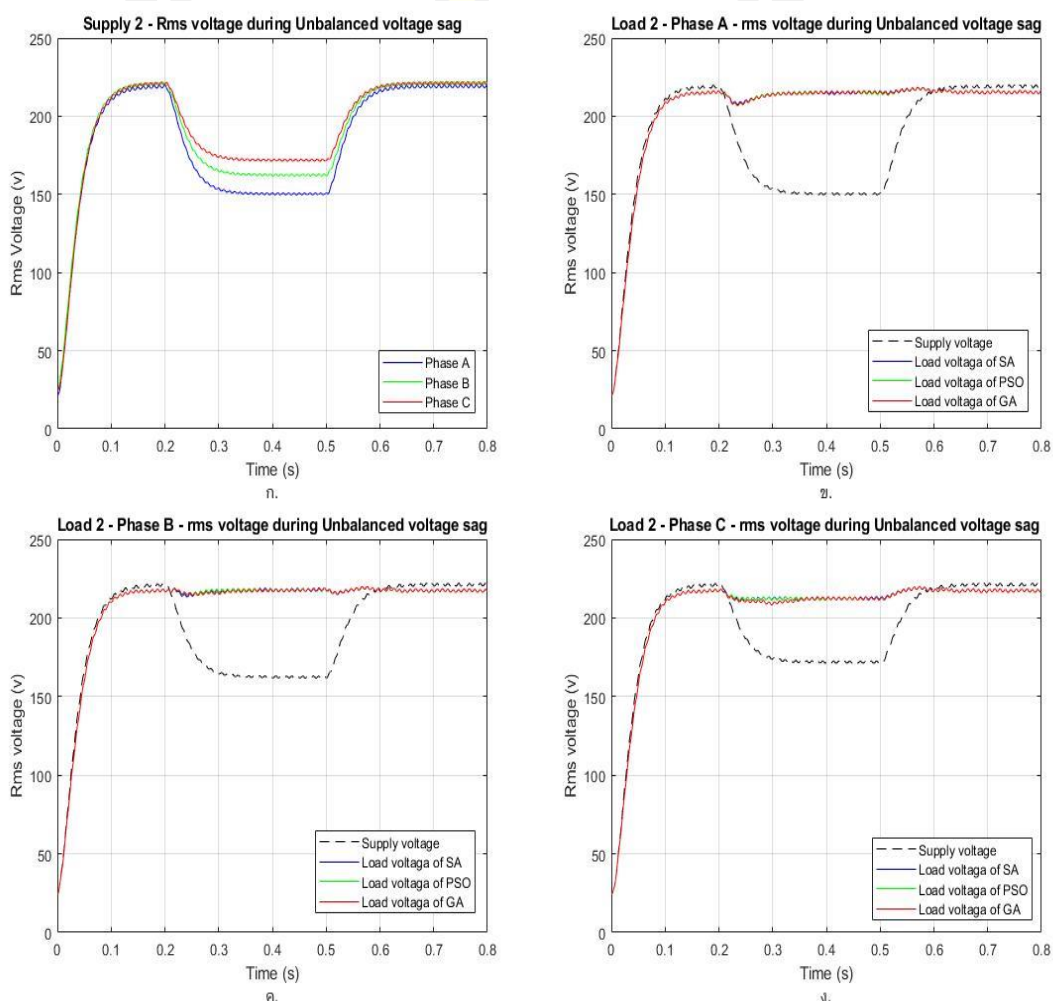 Supply 2 - Rms voltage during Unbalanced voltage sag
250
200
150
100
50
0
Rms Voltage (v)
Phase A
Phase B
Phase C
0 0.1 0.2 0.3 0.4 0.5 0.6 0.7 0.8
Time (s)
ก.
Load 2 - Phase A - rms voltage during Unbalanced voltage sag
250
200
150
100
50
0
Rms voltage (v)
Supply voltage
Load voltaga of SA
Load voltaga of PSO
Load voltaga of GA
0 0.1 0.2 0.3 0.4 0.5 0.6 0.7 0.8
Time (s)
ข.
Load 2 - Phase B - rms voltage during Unbalanced voltage sag
250
200
150
100
50
0
Rms voltage (v)
Supply voltage
Load voltaga of SA
Load voltaga of PSO
Load voltaga of GA
0 0.1 0.2 0.3 0.4 0.5 0.6 0.7 0.8
Time (s)
ค.
Load 2 - Phase C - rms voltage during Unbalanced voltage sag
250
200
150
100
50
0
Rms voltage (v)
Supply voltage
Load voltaga of SA
Load voltaga of PSO
Load voltaga of GA
0 0.1 0.2 0.3 0.4 0.5 0.6 0.7 0.8
Time (s)
ง.